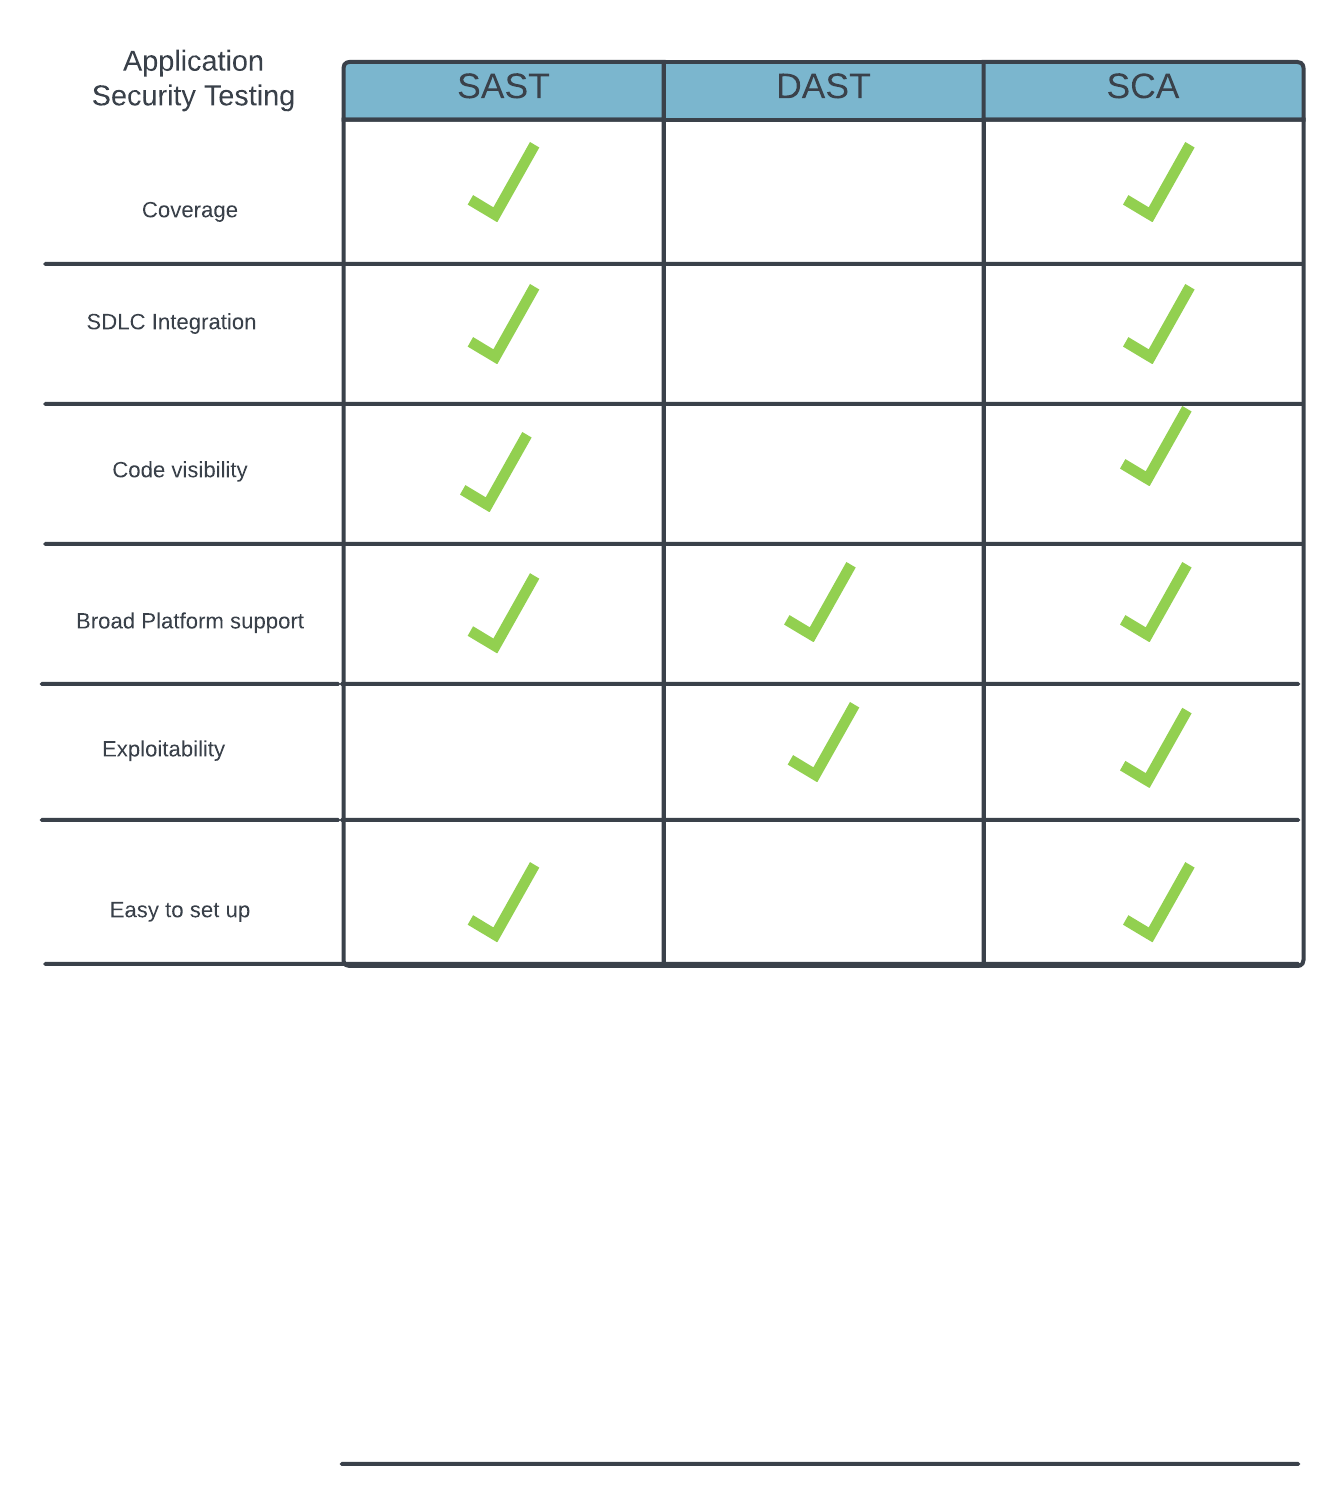 Application
Security Testing
SAST
DAST
SCA
Coverage
SDLC Integration
Code visibility
Broad Platform support
Exploitability
Easy to set up